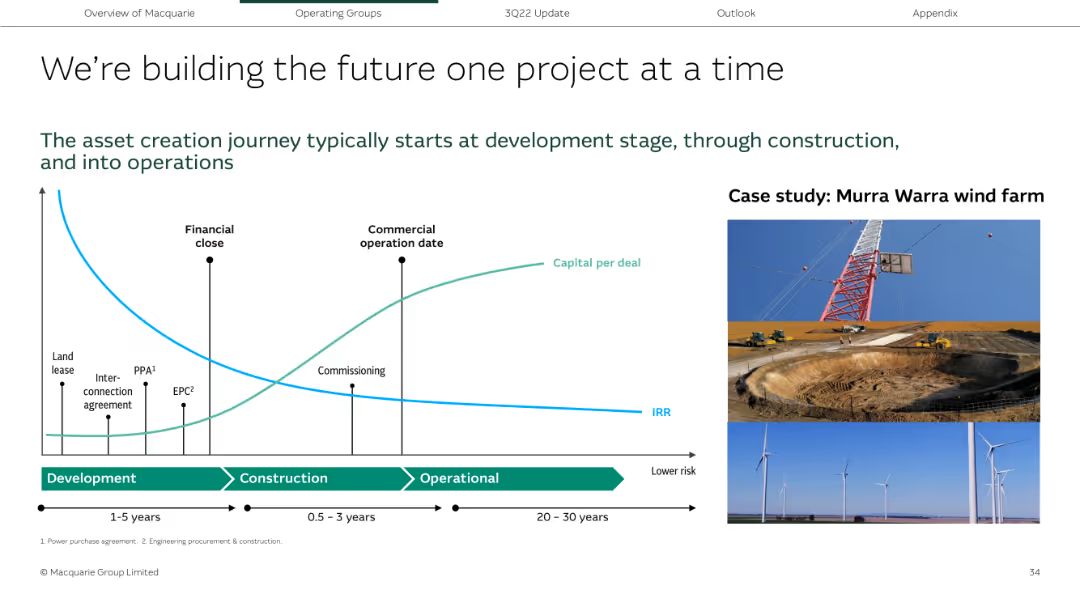 Overview of Macquarie
Operating Groups
3Q22 Update
Outlook
Appendix
We’re building the future one project at a time
The asset creation journey typically starts at development stage, through construction,
and into operations
Case study: Murra Warra wind farm
Financial
close
Commercial
operation date
Capital per deal
Land
lease
Inter-
connection
agreement
PPA¹
EPC²
Commissioning
IRR
Lower risk
Development
Construction
Operational
1-5 years
0.5 – 3 years
20 – 30 years
1. Power purchase agreement. 2. Engineering procurement & construction.
© Macquarie Group Limited
34